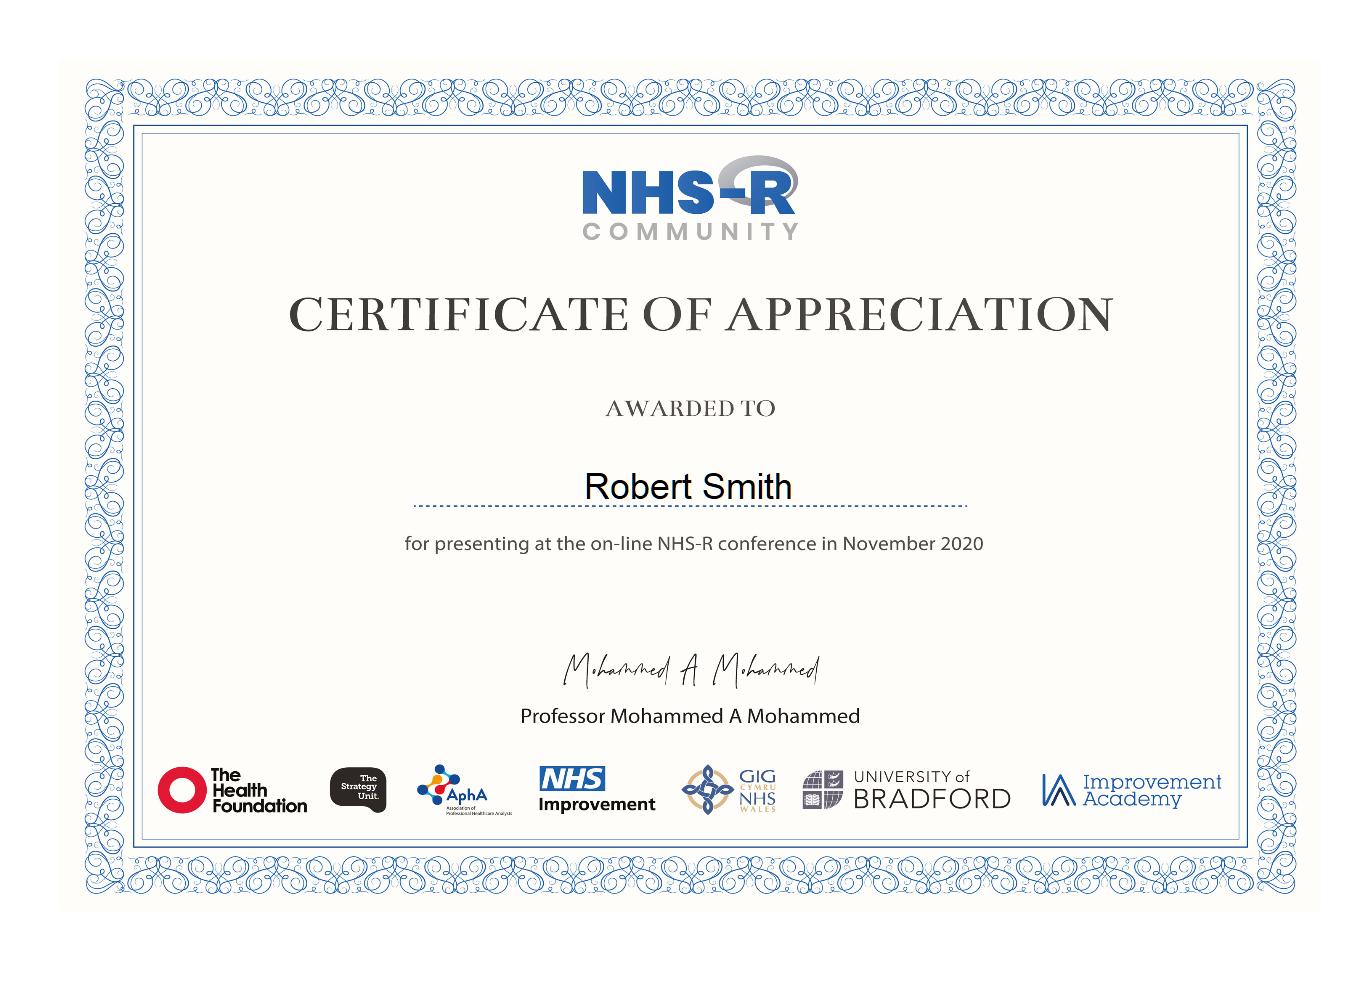 NHS-R
COMMUNITY
CERTIFICATE OF APPRECIATION
AWARDED TO
Robert Smith
for presenting at the on-line NHS-R conference in November 2020
Mohammed A Mohammed
Professor Mohammed A Mohammed
The
Health
Foundation
The
Strategy
Unit.
AphA
Association of
Professional Healthcare Analysts
NHS
Improvement
GIG
CYMRU
NHS
WALES
UNIVERSITY of
BRADFORD
Improvement
Academy